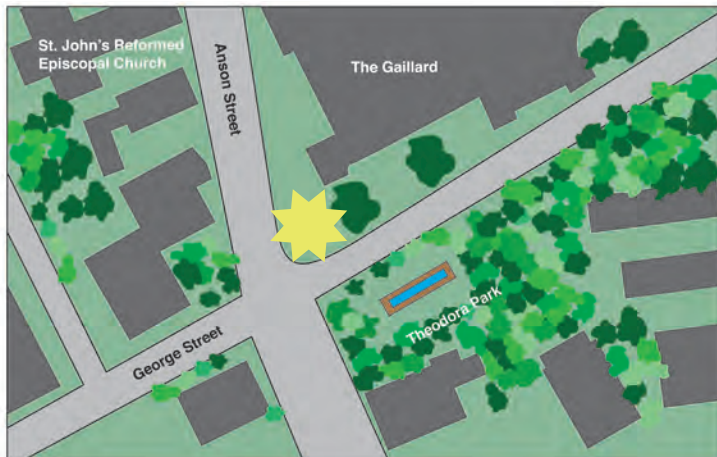 St. John's Reformed
Episcopal Church
Anson Street
The Gaillard
Theodora Park
George Street